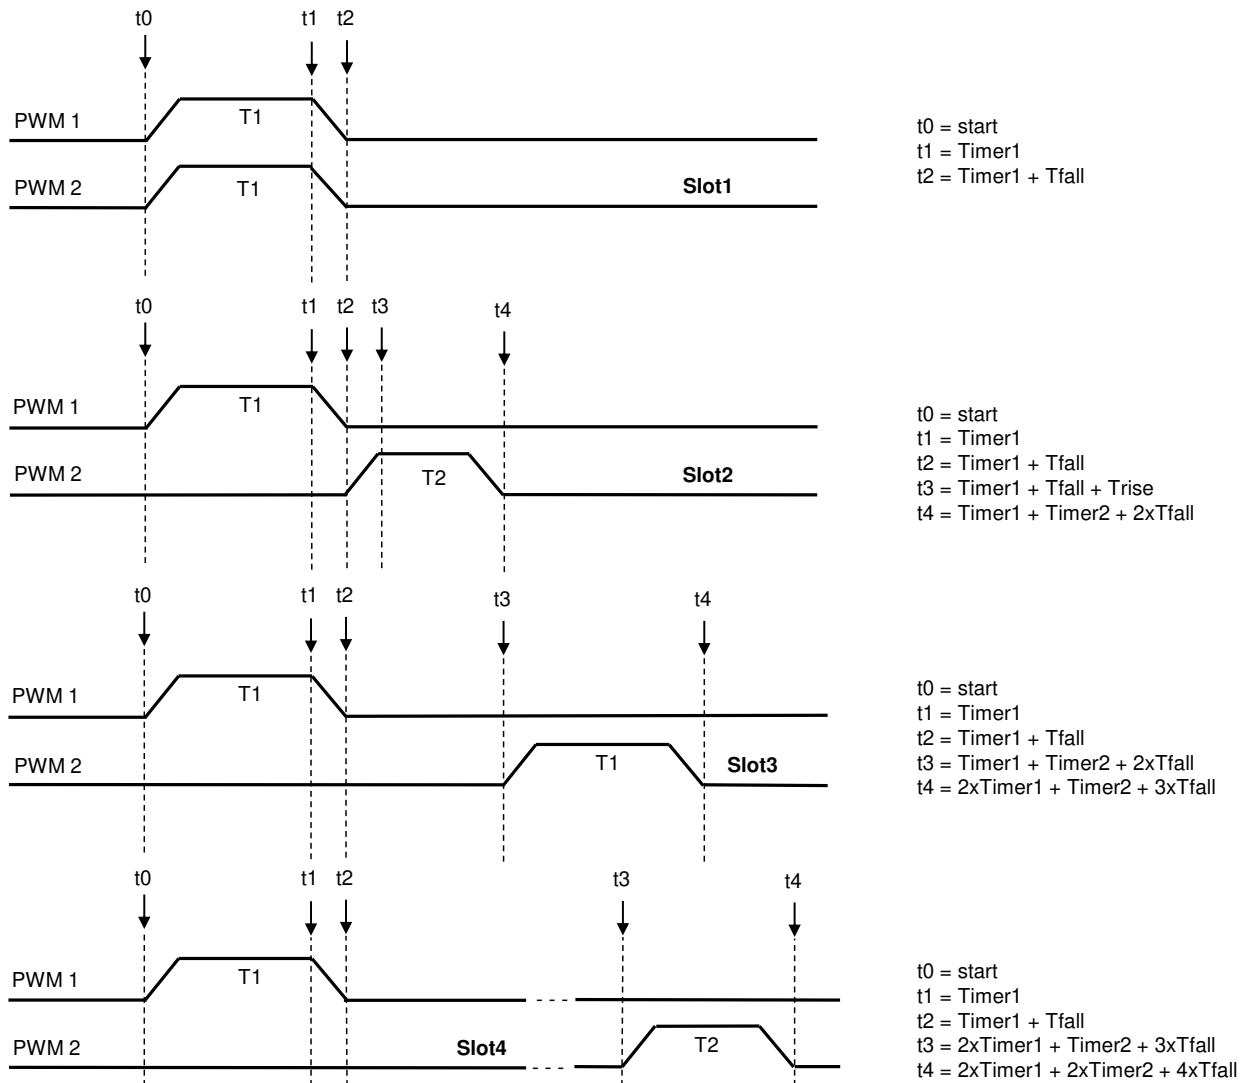 t0 t1 t2
PWM 1 T1
t0 = start
t1 = Timer1
t2 = Timer1 + Tfall
PWM 2 T1 Slot1
t0 t1 t2 t3 t4
PWM 1 T1
PWM 2 T2 Slot2
t0 = start
t1 = Timer1
t2 = Timer1 + Tfall
t3 = Timer1 + Tfall + Trise
t4 = Timer1 + Timer2 + 2xTfall
t0 t1 t2 t3 t4
PWM 1 T1
PWM 2 T1 Slot3
t0 = start
t1 = Timer1
t2 = Timer1 + Tfall
t3 = Timer1 + Timer2 + 2xTfall
t4 = 2xTimer1 + Timer2 + 3xTfall
t0 t1 t2 t3 t4
PWM 1 T1
PWM 2 Slot4 T2
t0 = start
t1 = Timer1
t2 = Timer1 + Tfall
t3 = 2xTimer1 + Timer2 + 3xTfall
t4 = 2xTimer1 + 2xTimer2 + 4xTfall